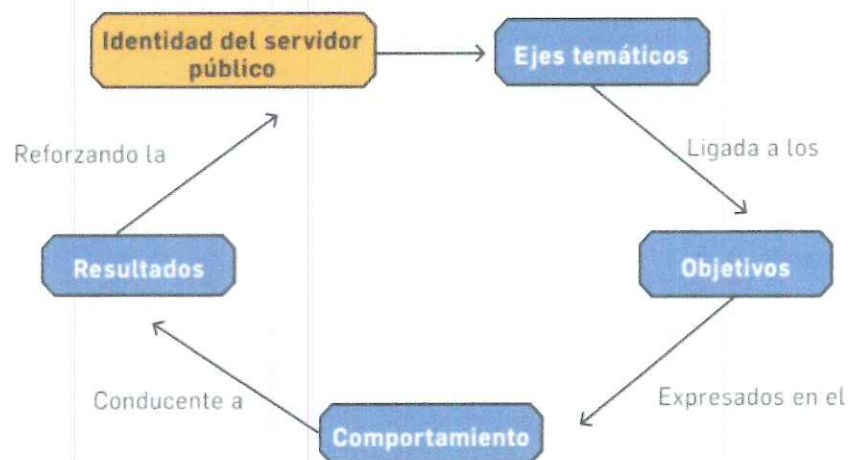 Identidad del servidor
público
Ejes temáticos
Reforzando la
Ligada a los
Resultados
Objetivos
Conducente a
Expresados en el
Comportamiento